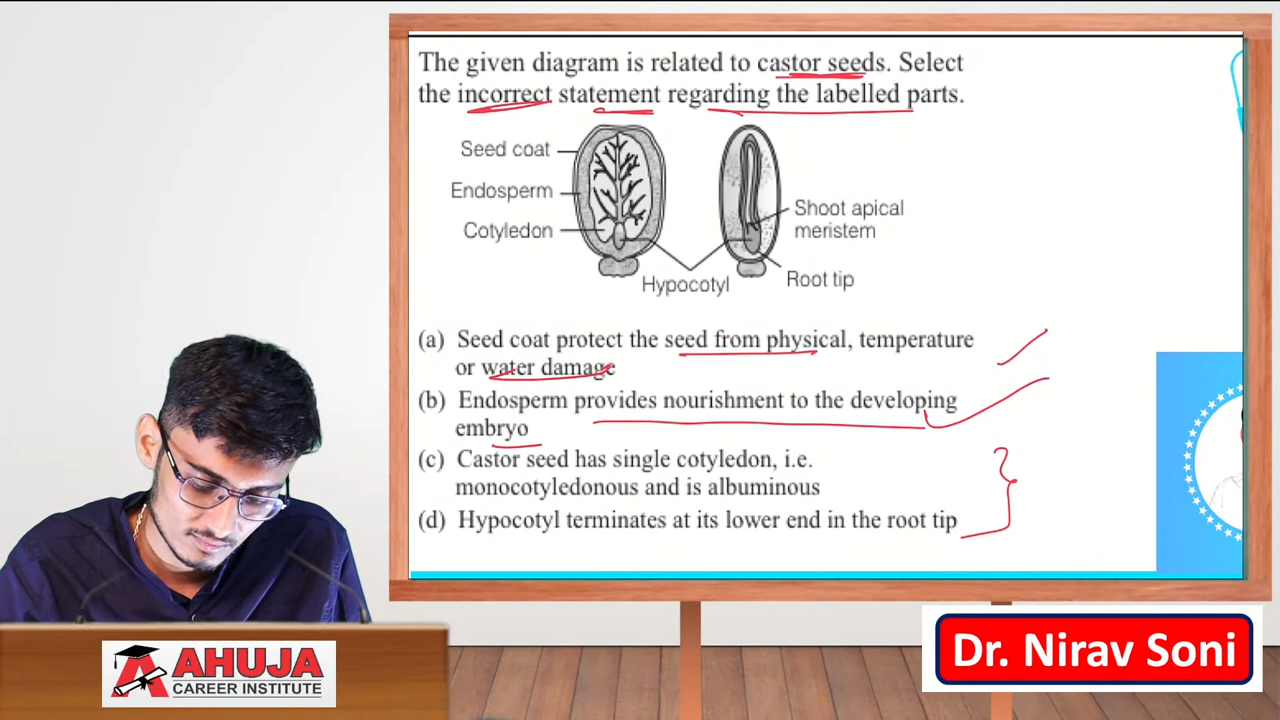 The given diagram is related to castor seeds. Select
the incorrect statement regarding the labelled parts.
Seed coat
Endosperm
Cotyledon
Hypocotyl
Shoot apical
meristem
Root tip
(a) Seed coat protect the seed from physical, temperature
or water damage
(b) Endosperm provides nourishment to the developing
embryo
(c) Castor seed has single cotyledon, i.e.
monocotyledonous and is albuminous
(d) Hypocotyl terminates at its lower end in the root tip
AHUJA
CAREER INSTITUTE
Dr. Nirav Soni